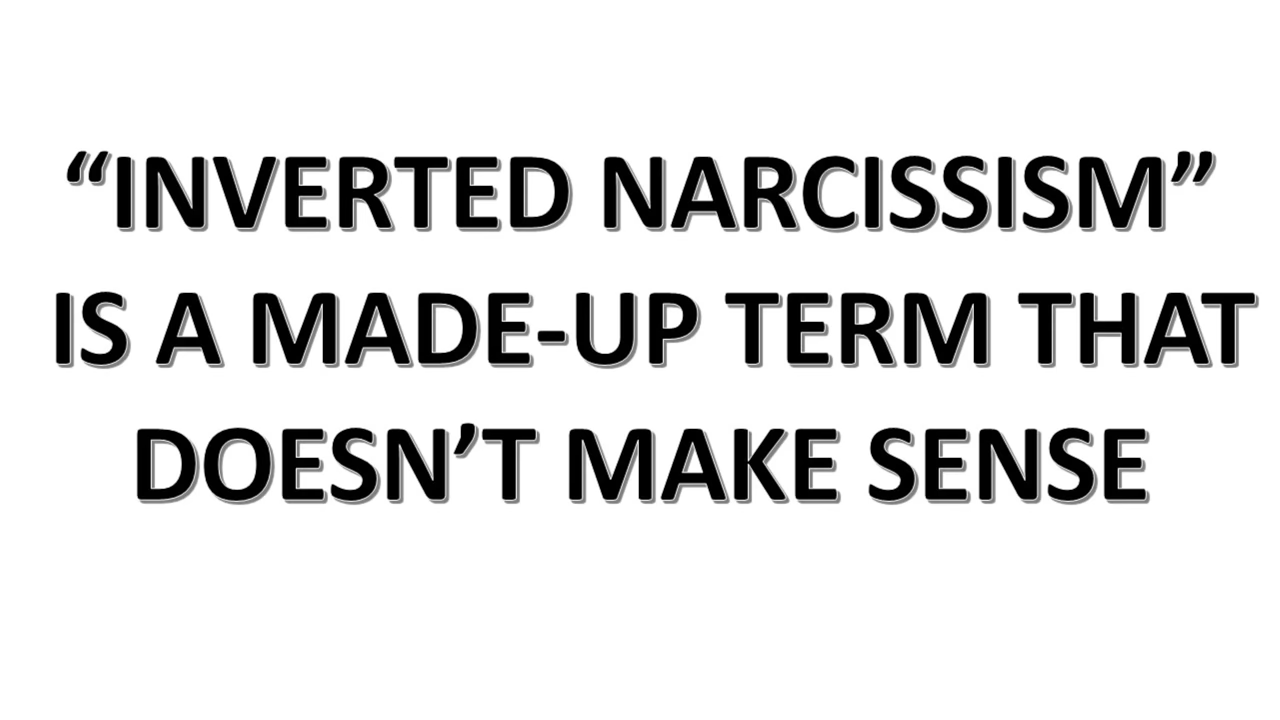 “INVERTED NARCISSISM”
IS A MADE-UP TERM THAT
DOESN’T MAKE SENSE